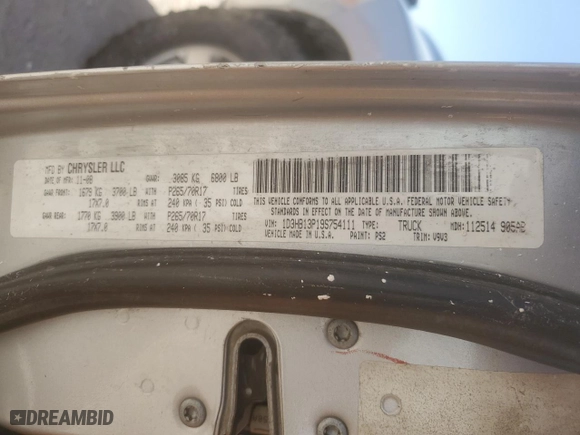 MFG BY CHRYSLER LLC
DATE OF MFR: 11-08 GVWR: 3085 KG 6800 LB
GAWR FRONT: 1679 KG 3700 LB WITH P265/70R17 TIRES
17X7.0 RIMS AT 240 KPA ( 35 PSI) COLD
GAWR REAR: 1770 KG 3900 LB WITH P265/70R17 TIRES
17X7.0 RIMS AT 240 KPA ( 35 PSI) COLD
THIS VEHICLE CONFORMS TO ALL APPLICABLE U.S.A. FEDERAL MOTOR VEHICLE SAFETY
STANDARDS IN EFFECT ON THE DATE OF MANUFACTURE SHOWN ABOVE.
VIN: 1D3HB13P19S754111 TYPE: TRUCK MDH: 112514 905AB
VEHICLE MADE IN U.S.A. PAINT: PS2 TRIM: V9V3
DREAMBID